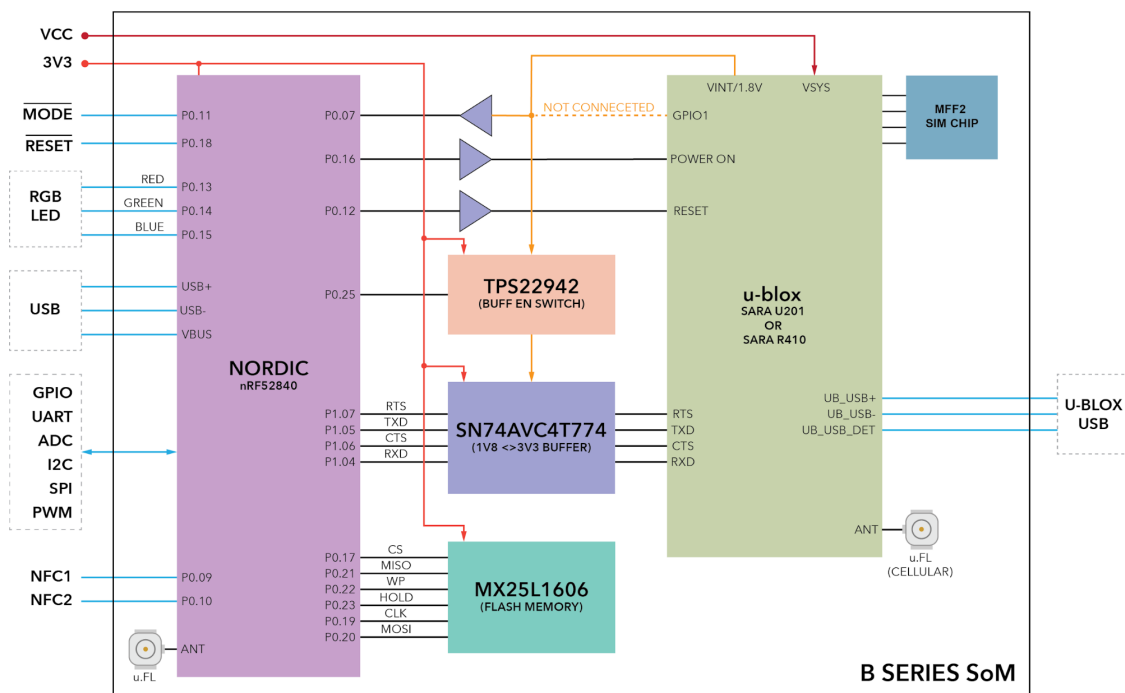 VCC
3V3
MODE
RESET
RGB
LED
RED
GREEN
BLUE
USB
GPIO
UART
ADC
I2C
SPI
PWM
NFC1
NFC2
u.FL
P0.11
P0.18
P0.13
P0.14
P0.15
USB+
USB-
VBUS
NORDIC
nRF52840
P0.09
P0.10
ANT
P0.07
P0.16
P0.12
P0.25
P1.07
P1.05
P1.06
P1.04
P0.17
P0.21
P0.22
P0.23
P0.19
P0.20
RTS
TXD
CTS
RXD
CS
MISO
WP
HOLD
CLK
MOSI
NOT CONNECETED
TPS22942
(BUFF EN SWITCH)
SN74AVC4T774
(1V8 <>3V3 BUFFER)
MX25L1606
(FLASH MEMORY)
VINT/1.8V
VSYS
GPIO1
POWER ON
RESET
u-blox
SARA U201
OR
SARA R410
RTS
TXD
CTS
RXD
UB_USB+
UB_USB-
UB_USB_DET
ANT
MFF2
SIM CHIP
U-BLOX
USB
u.FL
(CELLULAR)
B SERIES SoM